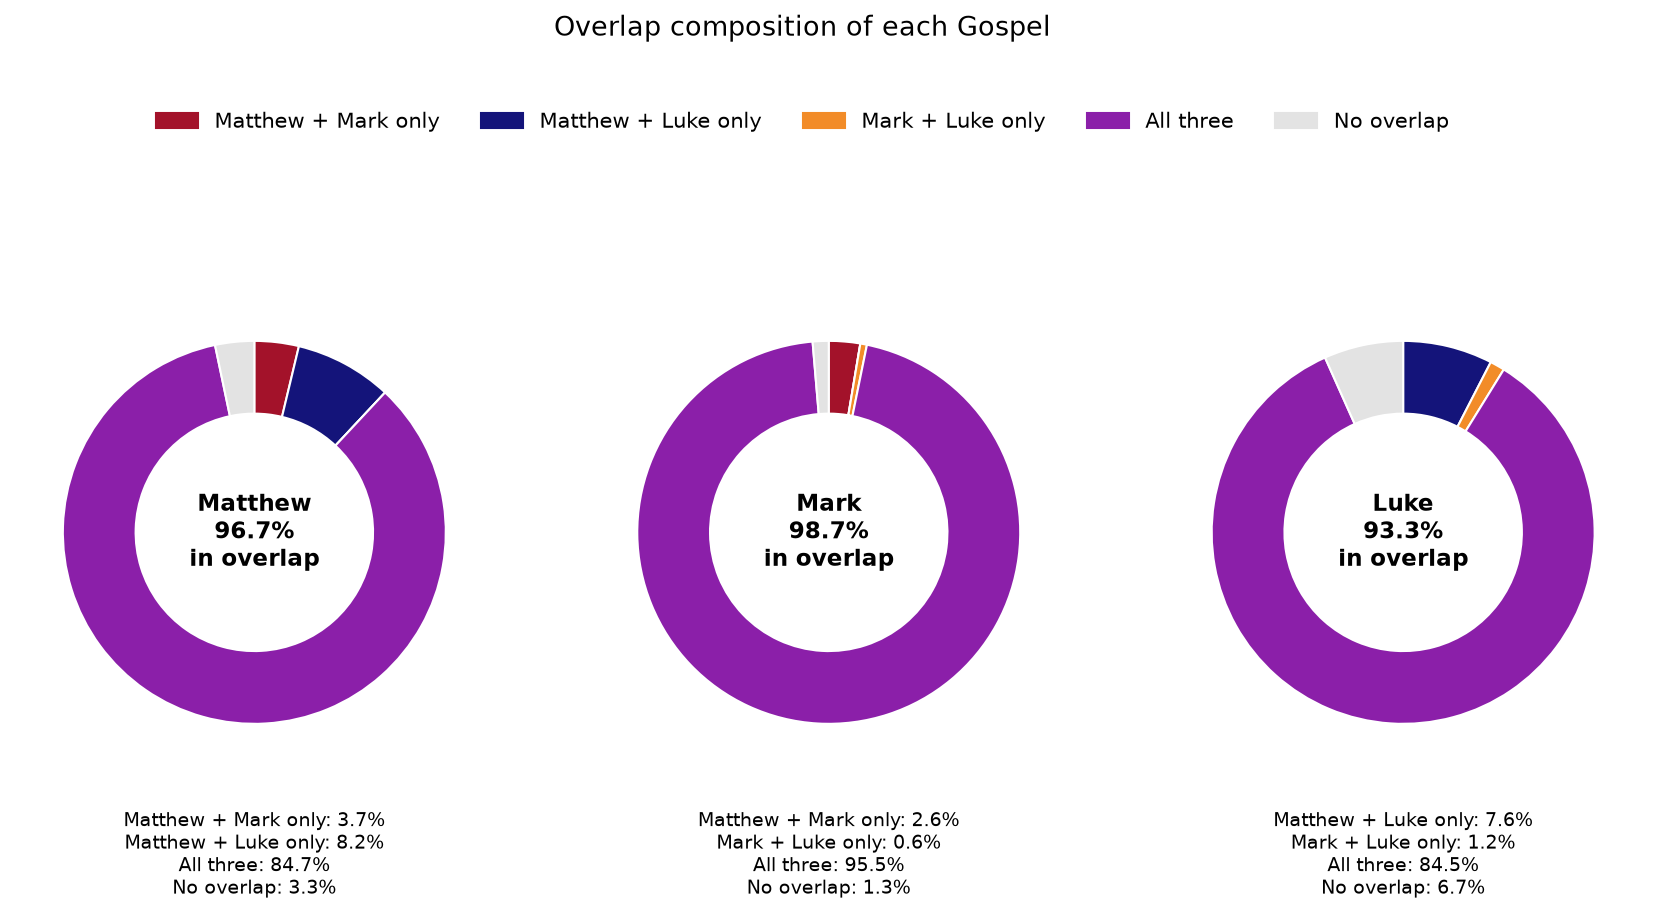 Overlap composition of each Gospel
Matthew + Mark only
Matthew + Luke only
Mark + Luke only
All three
No overlap
Matthew
96.7%
in overlap
Mark
98.7%
in overlap
Luke
93.3%
in overlap
Matthew + Mark only: 3.7%
Matthew + Luke only: 8.2%
All three: 84.7%
No overlap: 3.3%
Matthew + Mark only: 2.6%
Mark + Luke only: 0.6%
All three: 95.5%
No overlap: 1.3%
Matthew + Luke only: 7.6%
Mark + Luke only: 1.2%
All three: 84.5%
No overlap: 6.7%